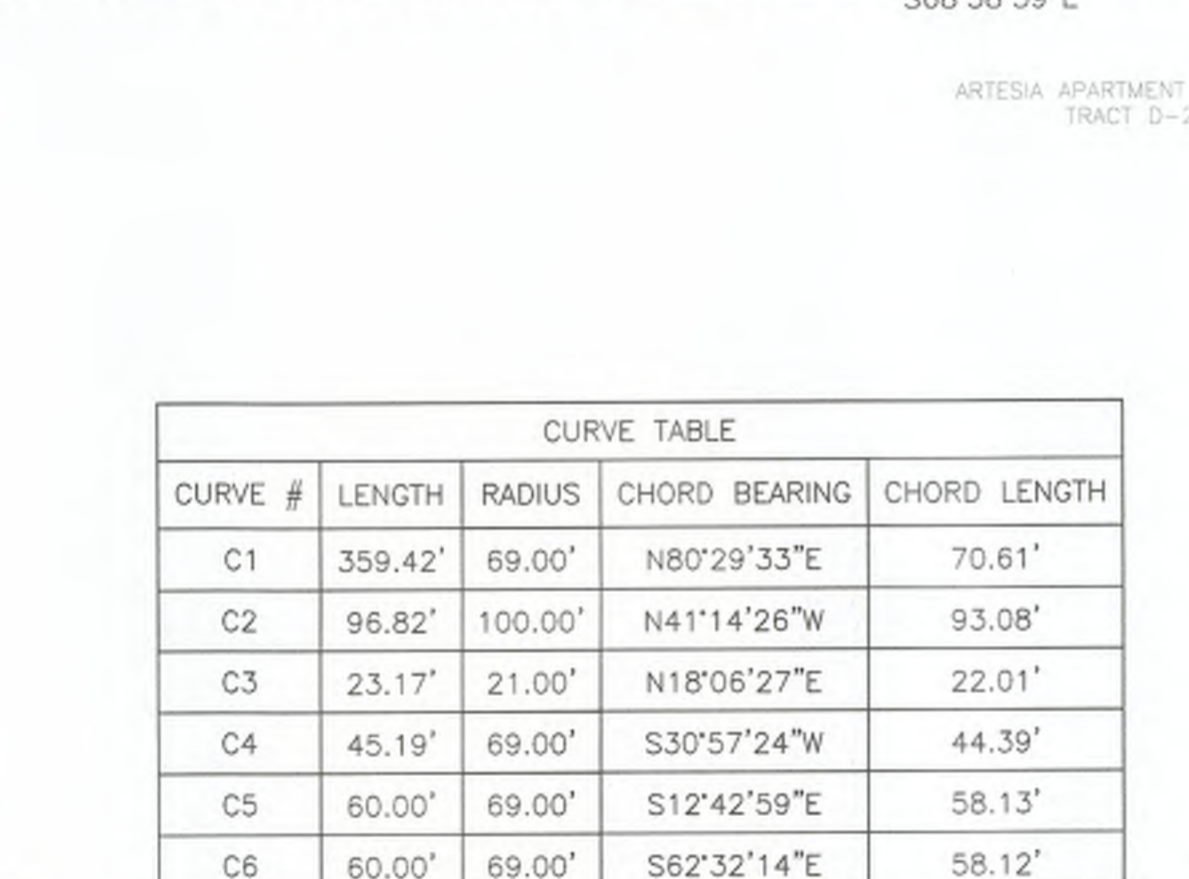 ARTESIA APARTMENT
TRACT D-2
CURVE TABLE
CURVE # LENGTH RADIUS CHORD BEARING CHORD LENGTH
C1 359.42' 69.00' N80°29'33"E 70.61'
C2 96.82' 100.00' N41°14'26"W 93.08'
C3 23.17' 21.00' N18°06'27"E 22.01'
C4 45.19' 69.00' S30°57'24"W 44.39'
C5 60.00' 69.00' S12°42'59"E 58.13'
C6 60.00' 69.00' S62°32'14"E 58.12'